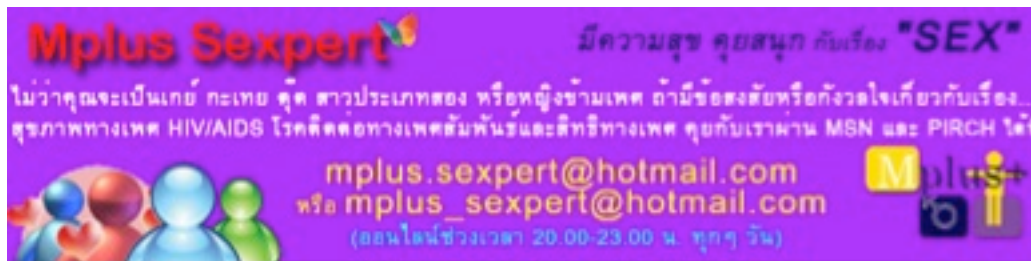 Mplus Sexpert
มีความสุข คุยสนุก กับเรื่อง "SEX"
ไม่ว่าคุณจะเป็นเกย์ กะเทย ตุ๊ด สาวประเภทสอง หรือหญิงข้ามเพศ ถ้ามีข้อสงสัยหรือกังวลใจเกี่ยวกับเรื่อง...
สุขภาพทางเพศ HIV/AIDS โรคติดต่อทางเพศสัมพันธ์และสิทธิทางเพศ คุยกับเราผ่าน MSN และ PIRCH ได้
mplus.sexpert@hotmail.com
หรือ mplus_sexpert@hotmail.com
(ออนไลน์ช่วงเวลา 20.00-23.00 น. ทุกๆ วัน)
Mplus+